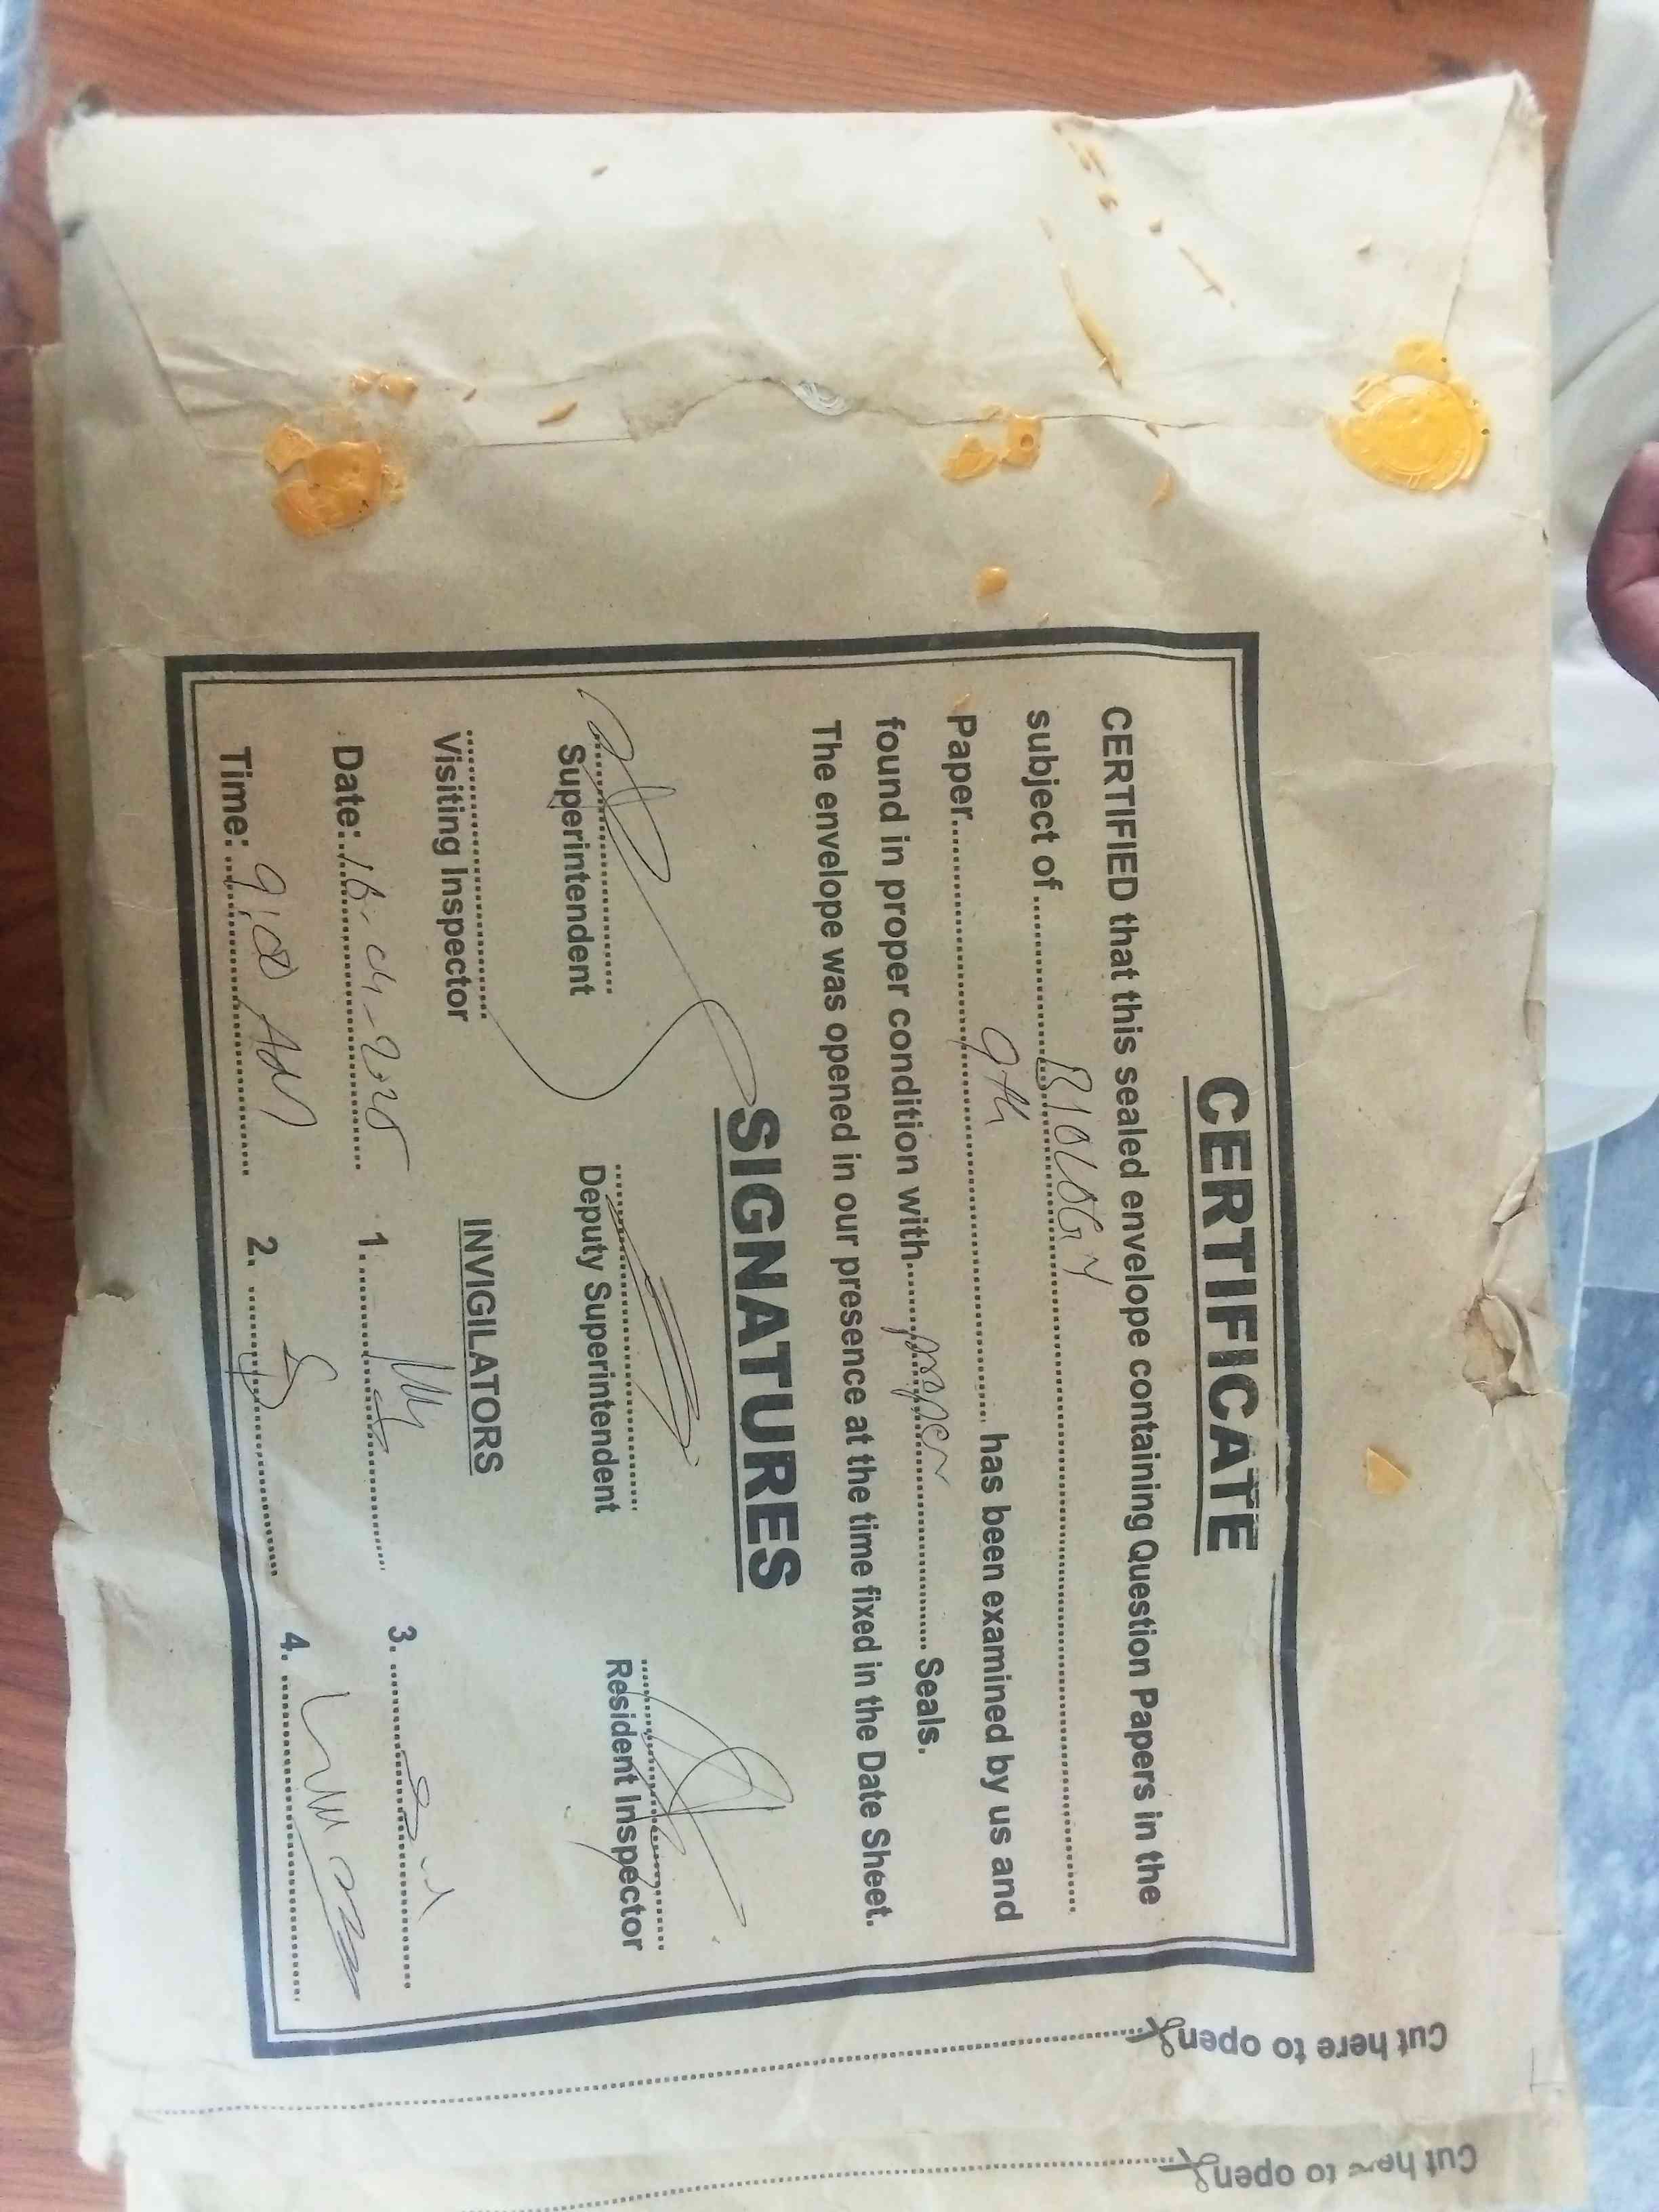 CERTIFICATE
CERTIFIED that this sealed envelope containing Question Papers in the
subject of ........ BIOLOGY ........
Paper ........ 9th ........ has been examined by us and
found in proper condition with ........ proper ........ Seals.
The envelope was opened in our presence at the time fixed in the Date Sheet.
SIGNATURES
Superintendent
Deputy Superintendent
Resident Inspector
Visiting Inspector
INVIGILATORS
Date: 16-04-2025
1. ........
3. ........
Time: 9:00 AM
2. ........
4. ........
Cut here to open
Cut here to open